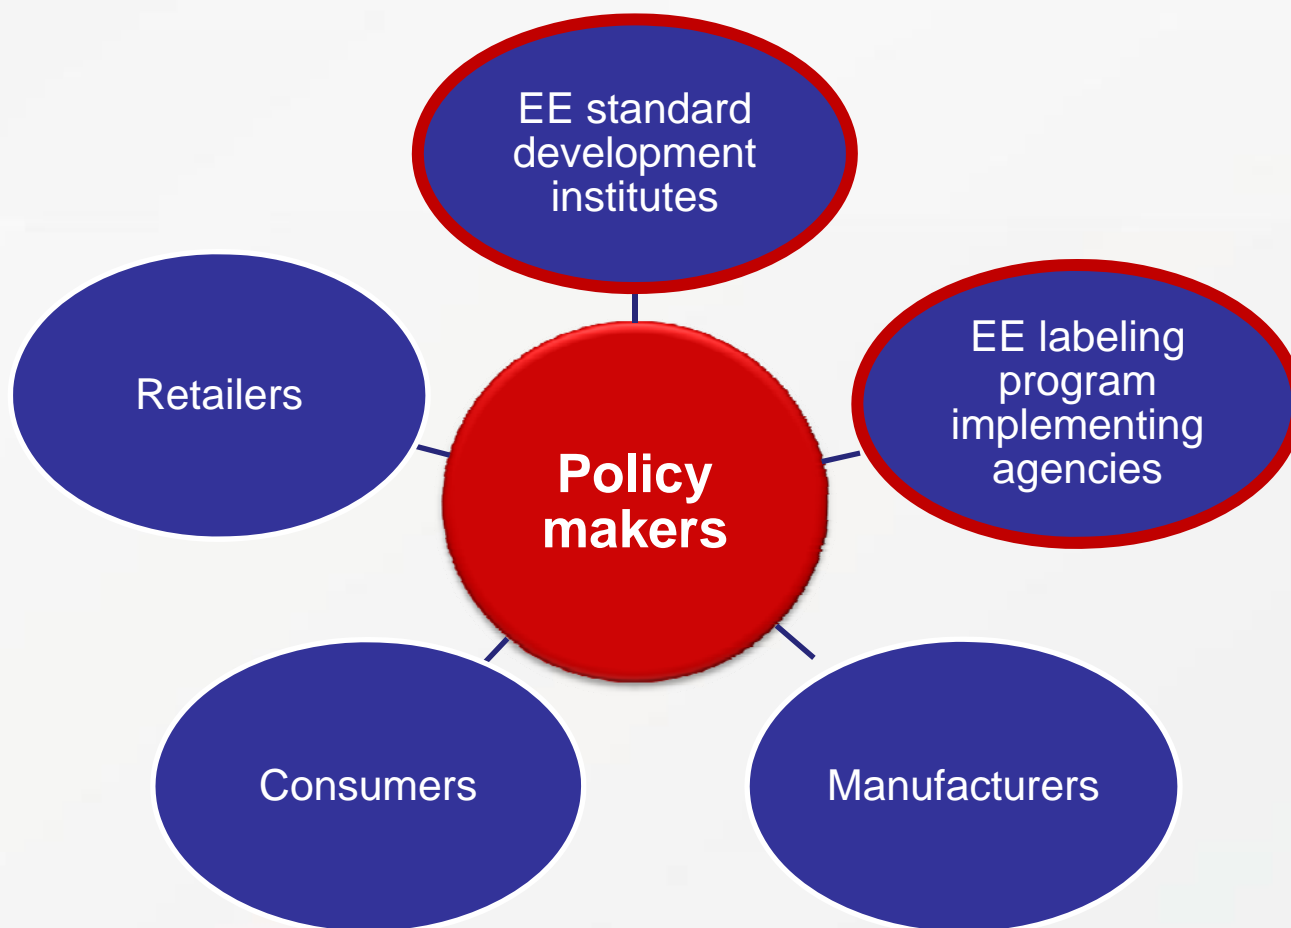 EE standard
development
institutes
EE labeling
program
implementing
agencies
Retailers
Policy
makers
Consumers
Manufacturers